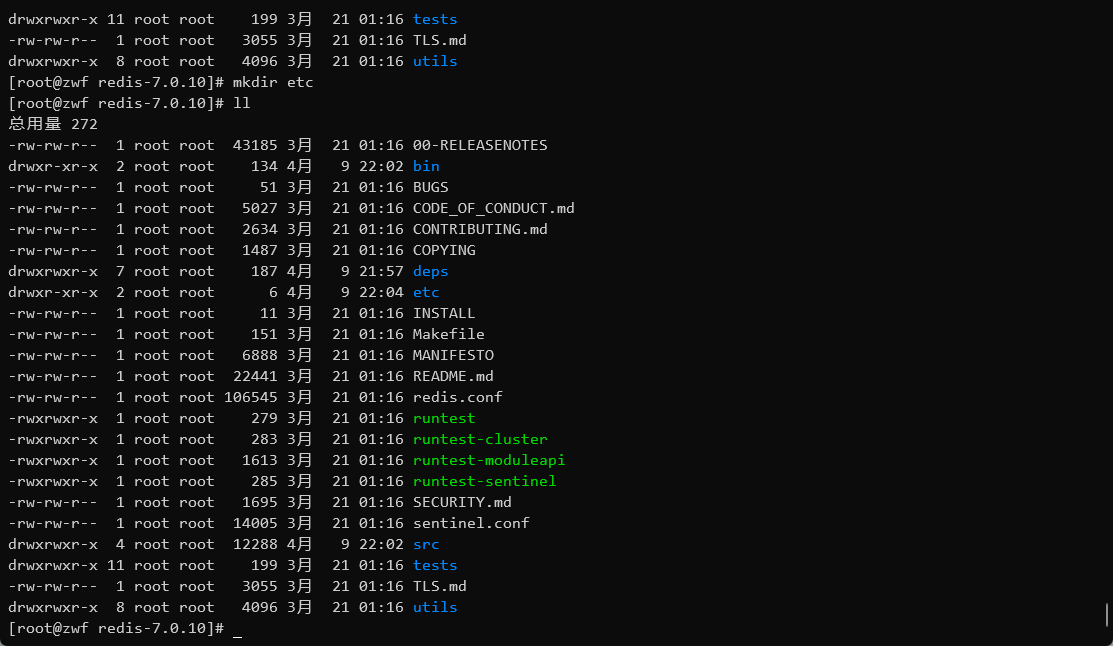 drwxrwxr-x 11 root root    199 3月  21 01:16 tests
-rw-rw-r--  1 root root   3055 3月  21 01:16 TLS.md
drwxrwxr-x  8 root root   4096 3月  21 01:16 utils
[root@zwf redis-7.0.10]# mkdir etc
[root@zwf redis-7.0.10]# ll
总用量 272
-rw-rw-r--  1 root root  43185 3月  21 01:16 00-RELEASENOTES
drwxr-xr-x  2 root root    134 4月   9 22:02 bin
-rw-rw-r--  1 root root     51 3月  21 01:16 BUGS
-rw-rw-r--  1 root root   5027 3月  21 01:16 CODE_OF_CONDUCT.md
-rw-rw-r--  1 root root   2634 3月  21 01:16 CONTRIBUTING.md
-rw-rw-r--  1 root root   1487 3月  21 01:16 COPYING
drwxrwxr-x  7 root root    187 4月   9 21:57 deps
drwxr-xr-x  2 root root      6 4月   9 22:04 etc
-rw-rw-r--  1 root root     11 3月  21 01:16 INSTALL
-rw-rw-r--  1 root root    151 3月  21 01:16 Makefile
-rw-rw-r--  1 root root   6888 3月  21 01:16 MANIFESTO
-rw-rw-r--  1 root root  22441 3月  21 01:16 README.md
-rw-rw-r--  1 root root 106545 3月  21 01:16 redis.conf
-rwxrwxr-x  1 root root    279 3月  21 01:16 runtest
-rwxrwxr-x  1 root root    283 3月  21 01:16 runtest-cluster
-rwxrwxr-x  1 root root   1613 3月  21 01:16 runtest-moduleapi
-rwxrwxr-x  1 root root    285 3月  21 01:16 runtest-sentinel
-rw-rw-r--  1 root root   1695 3月  21 01:16 SECURITY.md
-rw-rw-r--  1 root root  14005 3月  21 01:16 sentinel.conf
drwxrwxr-x  4 root root  12288 4月   9 22:02 src
drwxrwxr-x 11 root root    199 3月  21 01:16 tests
-rw-rw-r--  1 root root   3055 3月  21 01:16 TLS.md
drwxrwxr-x  8 root root   4096 3月  21 01:16 utils
[root@zwf redis-7.0.10]# _